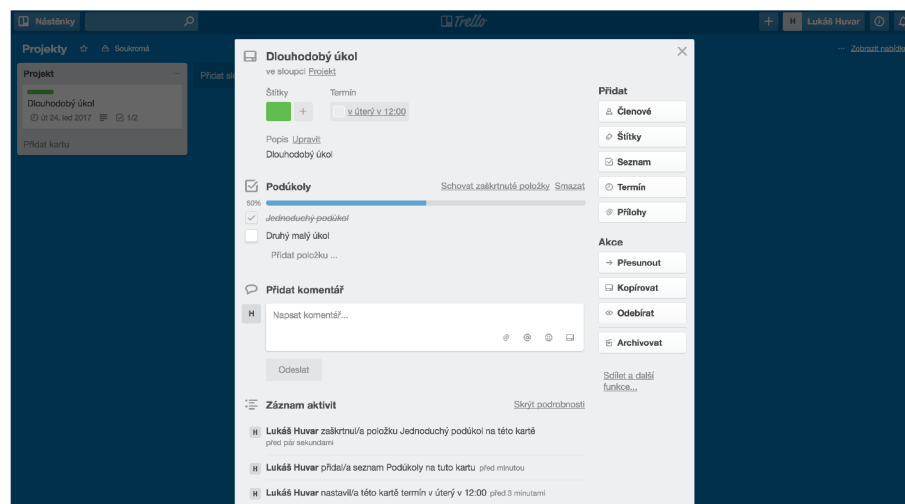 Nástěnky
Trello
H Lukáš Huvar
Projekty Soukromá
Zobrazit nabídku
Projekt
Dlouhodobý úkol
út 24. led 2017 1/2
Přidat kartu
Přidat
Dlouhodobý úkol
ve sloupci Projekt
Štítky Termín
v úterý v 12:00
Popis Upravit
Dlouhodobý úkol
Podúkoly Schovat zaškrtnuté položky Smazat
50%
Jednoduchý podúkol
Druhý malý úkol
Přidat položku ...
Přidat komentář
H Napsat komentář...
Odeslat
Záznam aktivit Skrýt podrobnosti
H Lukáš Huvar zaškrtnul/a položku Jednoduchý podúkol na této kartě
před pár sekundami
H Lukáš Huvar přidal/a seznam Podúkoly na tuto kartu před minutou
H Lukáš Huvar nastavil/a této kartě termín v úterý v 12:00 před 3 minutami
Přidat
Členové
Štítky
Seznam
Termín
Přílohy
Akce
Přesunout
Kopírovat
Odebírat
Archivovat
Sdílet a další
funkce...